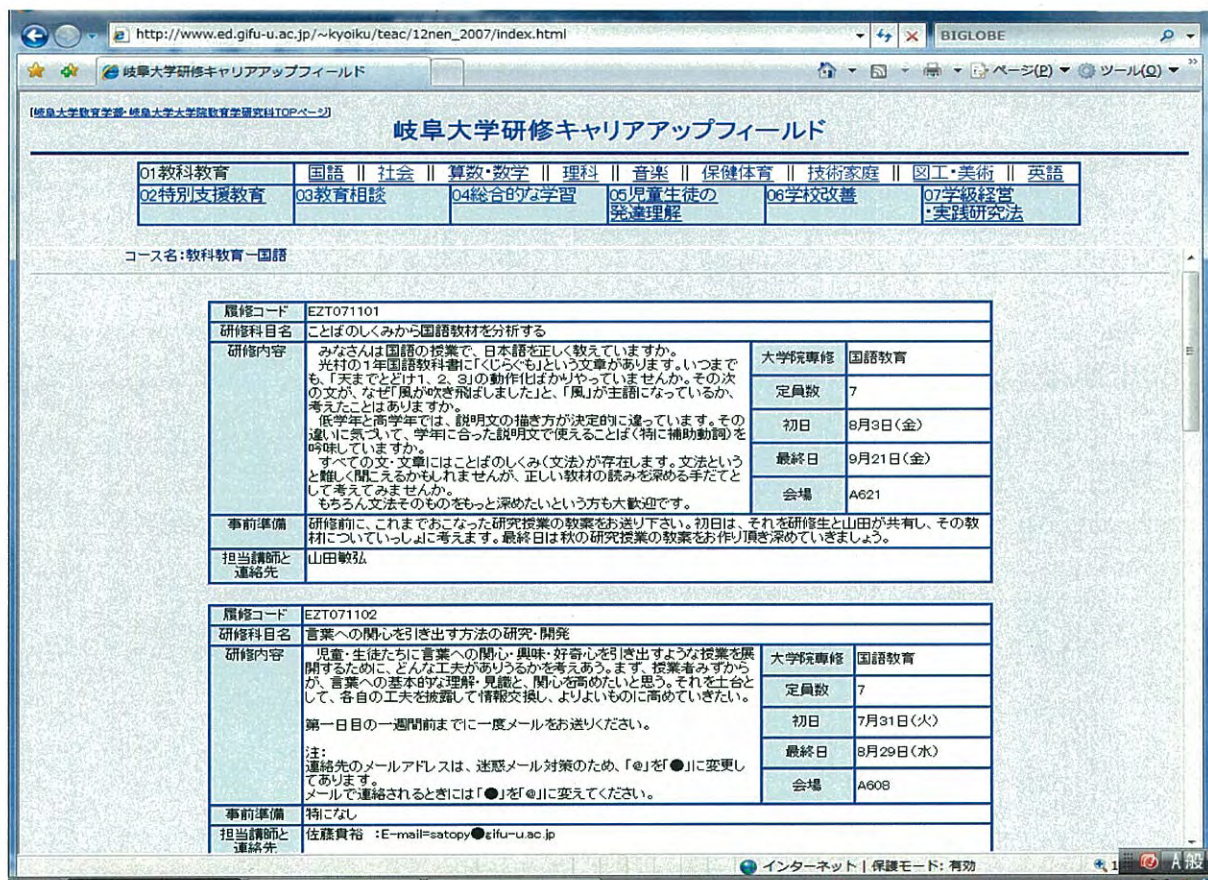 http://www.ed.gifu-u.ac.jp/~kyoiku/teac/12nen_2007/index.html
BIGLOBE
岐阜大学研修キャリアアップフィールド
ページ(P)
ツール(O)
[岐阜大学教育学部・岐阜大学大学院教育学研究科TOPページ]
岐阜大学研修キャリアアップフィールド
01教科教育 国語 || 社会 || 算数・数学 || 理科 || 音楽 || 保健体育 || 技術家庭 || 図工・美術 || 英語
02特別支援教育 03教育相談 04総合的な学習 05児童生徒の 06学校改善 07学級経営
発達理解 ・実践研究法
コース名:教科教育ー国語
履修コード EZT071101
研修科目名 ことばのしくみから国語教材を分析する
研修内容
みなさんは国語の授業で、日本語を正しく教えていますか。
光村の1年国語教科書に「くじらぐも」という文章があります。いつまで
も、「天までとどけ1、2、3」の動作化ばかりやっていませんか。その次
の文が、なぜ「風が吹き飛ばしました」と、「風」が主語になっているか、
考えたことはありますか。
低学年と高学年では、説明文の描き方が決定的に違っています。その
違いに気づいて、学年に合った説明文で使えることば(特に補助動詞)を
吟味していますか。
すべての文・文章にはことばのしくみ(文法)が存在します。文法という
と難しく聞こえるかもしれませんが、正しい教材の読みを深める手だてと
して考えてみませんか。
もちろん文法そのものをもっと深めたいという方も大歓迎です。
大学院専修 国語教育
定員数 7
初日 8月3日(金)
最終日 9月21日(金)
会場 A621
事前準備 研修前に、これまでおこなった研究授業の教案をお送り下さい。初日は、それを研修生と山田が共有し、その教
材についていっしょに考えます。最終日は秋の研究授業の教案をお作り頂き深めていきましょう。
担当講師と 山田敏弘
連絡先
履修コード EZT071102
研修科目名 言葉への関心を引き出す方法の研究・開発
研修内容
児童・生徒たちに言葉への関心・興味・好奇心を引き出すような授業を展
開するために、どんな工夫がありうるかを考えあう。まず、授業者みずから
が、言葉への基本的な理解・見識と、関心を高めたいと思う。それを土台と
して、各自の工夫を披露して情報交換し、よりよいものに高めていきたい。
第一日目の一週間前までに一度メールをお送りください。
注:
連絡先のメールアドレスは、迷惑メール対策のため、「@」を「●」に変更し
てあります。
メールで連絡されるときには「●」を「@」に変えてください。
大学院専修 国語教育
定員数 7
初日 7月31日(火)
最終日 8月29日(水)
会場 A608
事前準備 特になし
担当講師と 佐藤貴裕 :E-mail=satopy●gifu-u.ac.jp
連絡先
インターネット | 保護モード: 有効
A 般